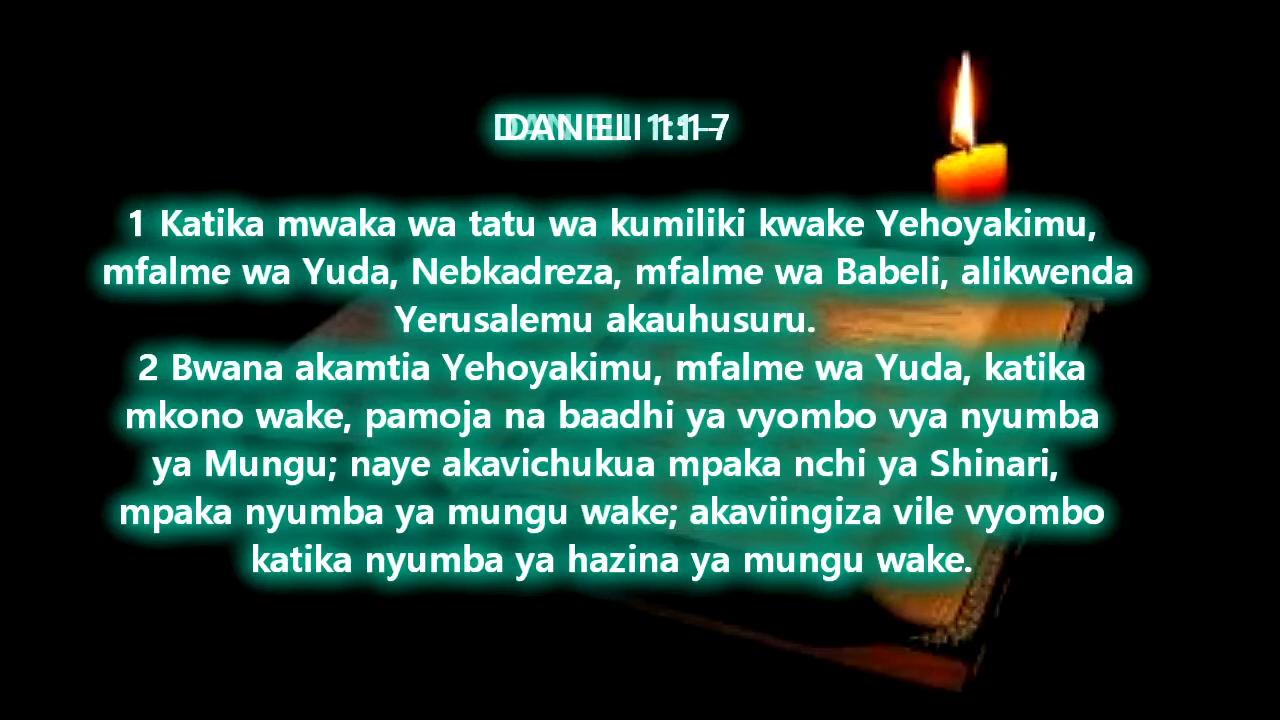 DANIELI 1:1-7
1 Katika mwaka wa tatu wa kumiliki kwake Yehoyakimu,
mfalme wa Yuda, Nebkadreza, mfalme wa Babeli, alikwenda
Yerusalemu akauhusuru.
2 Bwana akamtia Yehoyakimu, mfalme wa Yuda, katika
mkono wake, pamoja na baadhi ya vyombo vya nyumba
ya Mungu; naye akavichukua mpaka nchi ya Shinari,
mpaka nyumba ya mungu wake; akaviingiza vile vyombo
katika nyumba ya hazina ya mungu wake.